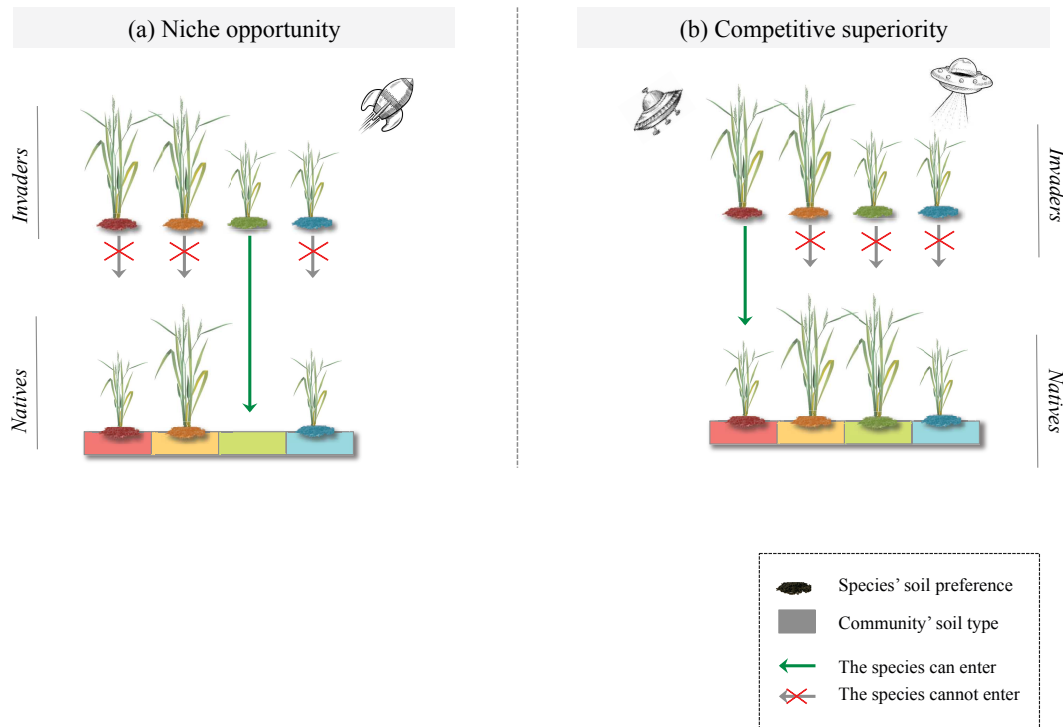 (a) Niche opportunity
Invaders
Natives
(b) Competitive superiority
Invaders
Natives
Species’ soil preference
Community’ soil type
The species can enter
The species cannot enter